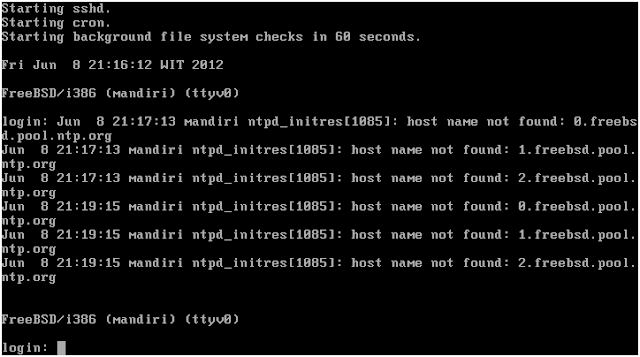 Starting sshd.
Starting cron.
Starting background file system checks in 60 seconds.
Fri Jun  8 21:16:12 WIT 2012
FreeBSD/i386 (mandiri) (ttyv0)
login: Jun  8 21:17:13 mandiri ntpd_initres[1085]: host name not found: 0.freebs
d.pool.ntp.org
Jun  8 21:17:13 mandiri ntpd_initres[1085]: host name not found: 1.freebsd.pool.
ntp.org
Jun  8 21:17:13 mandiri ntpd_initres[1085]: host name not found: 2.freebsd.pool.
ntp.org
Jun  8 21:19:15 mandiri ntpd_initres[1085]: host name not found: 0.freebsd.pool.
ntp.org
Jun  8 21:19:15 mandiri ntpd_initres[1085]: host name not found: 1.freebsd.pool.
ntp.org
Jun  8 21:19:15 mandiri ntpd_initres[1085]: host name not found: 2.freebsd.pool.
ntp.org
FreeBSD/i386 (mandiri) (ttyv0)
login: